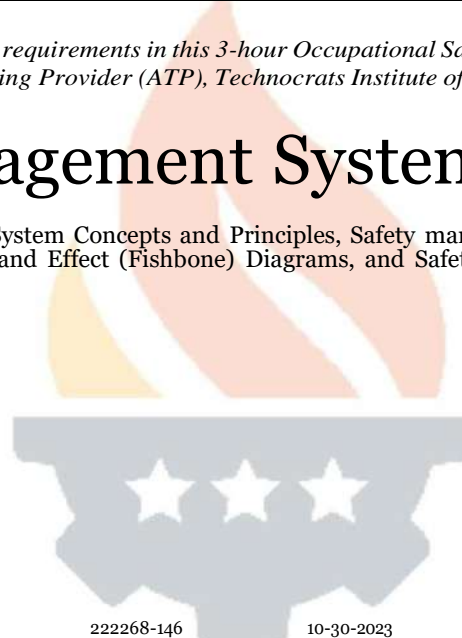 requirements in this 3-hour Occupational Sa
ing Provider (ATP), Technocrats Institute of
agement System
System Concepts and Principles, Safety mar
and Effect (Fishbone) Diagrams, and Safet
222268-146 10-30-2023